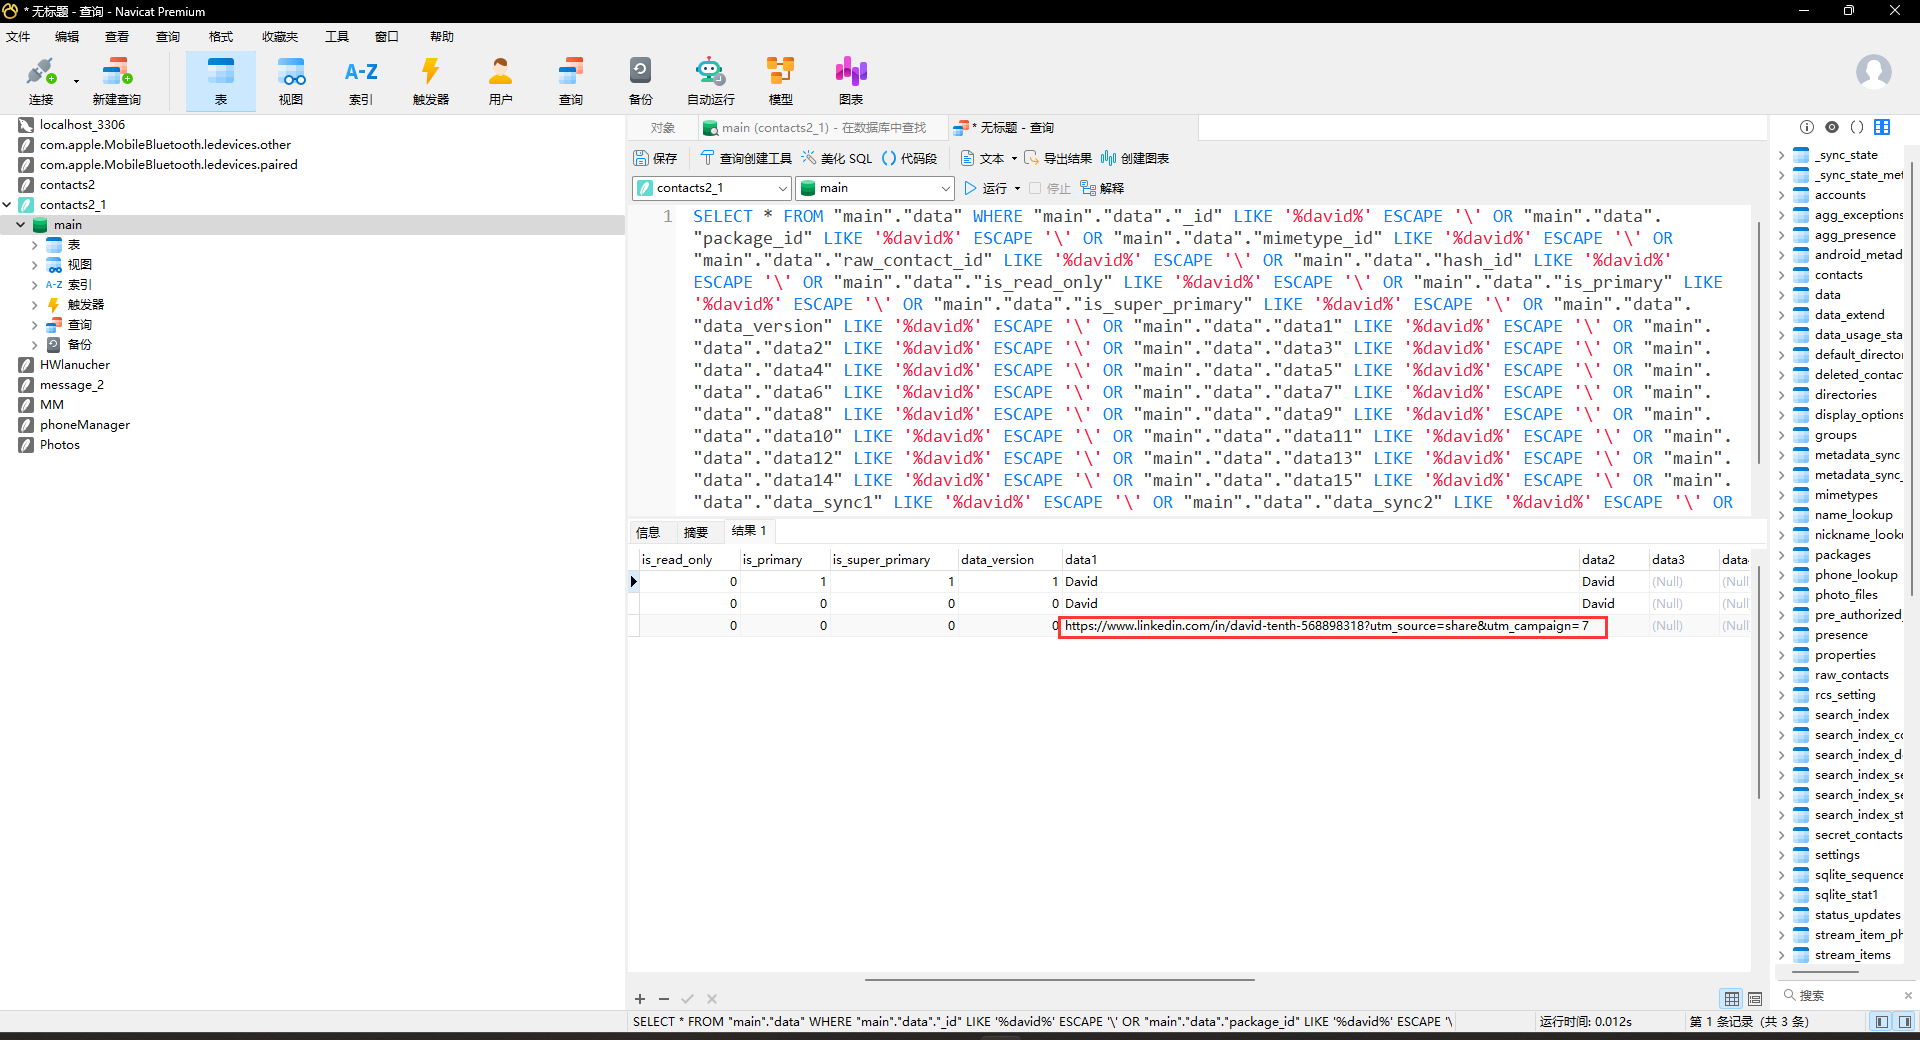 * 无标题 - 查询 - Navicat Premium
文件 编辑 查看 查询 格式 收藏夹 工具 窗口 帮助
连接 新建查询 表 视图 A-Z 索引 触发器 用户 查询 备份 自动运行 模型 图表
localhost_3306
com.apple.MobileBluetooth.ledevices.other
com.apple.MobileBluetooth.ledevices.paired
contacts2
contacts2_1
main
表
视图
A-Z 索引
触发器
查询
备份
HWlanucher
message_2
MM
phoneManager
Photos
对象 main (contacts2_1) - 在数据库中查找 * 无标题 - 查询
保存 查询创建工具 美化 SQL () 代码段 文本 导出结果 创建图表
contacts2_1 main 运行 停止 解释
1 SELECT * FROM "main"."data" WHERE "main"."data"."_id" LIKE '%david%' ESCAPE '\' OR "main"."data".
"package_id" LIKE '%david%' ESCAPE '\' OR "main"."data"."mimetype_id" LIKE '%david%' ESCAPE '\' OR
"main"."data"."raw_contact_id" LIKE '%david%' ESCAPE '\' OR "main"."data"."hash_id" LIKE '%david%'
ESCAPE '\' OR "main"."data"."is_read_only" LIKE '%david%' ESCAPE '\' OR "main"."data"."is_primary" LIKE
'%david%' ESCAPE '\' OR "main"."data"."is_super_primary" LIKE '%david%' ESCAPE '\' OR "main"."data".
"data_version" LIKE '%david%' ESCAPE '\' OR "main"."data"."data1" LIKE '%david%' ESCAPE '\' OR "main".
"data"."data2" LIKE '%david%' ESCAPE '\' OR "main"."data"."data3" LIKE '%david%' ESCAPE '\' OR "main".
"data"."data4" LIKE '%david%' ESCAPE '\' OR "main"."data"."data5" LIKE '%david%' ESCAPE '\' OR "main".
"data"."data6" LIKE '%david%' ESCAPE '\' OR "main"."data"."data7" LIKE '%david%' ESCAPE '\' OR "main".
"data"."data8" LIKE '%david%' ESCAPE '\' OR "main"."data"."data9" LIKE '%david%' ESCAPE '\' OR "main".
"data"."data10" LIKE '%david%' ESCAPE '\' OR "main"."data"."data11" LIKE '%david%' ESCAPE '\' OR "main".
"data"."data12" LIKE '%david%' ESCAPE '\' OR "main"."data"."data13" LIKE '%david%' ESCAPE '\' OR "main".
"data"."data14" LIKE '%david%' ESCAPE '\' OR "main"."data"."data15" LIKE '%david%' ESCAPE '\' OR "main".
"data"."data_sync1" LIKE '%david%' ESCAPE '\' OR "main"."data"."data_sync2" LIKE '%david%' ESCAPE '\' OR
信息 摘要 结果 1
is_read_only is_primary is_super_primary data_version data1 data2 data3 data
0 1 1 1 David David (Null) (Null
0 0 0 0 David David (Null) (Null
0 0 0 0 https://www.linkedin.com/in/david-tenth-568898318?utm_source=share&utm_campaign= 7 (Null) (Null
_sync_state
_sync_state_met
accounts
agg_exceptions
agg_presence
android_metad
contacts
data
data_extend
data_usage_sta
default_director
deleted_contac
directories
display_options
groups
metadata_sync
metadata_sync_
mimetypes
name_lookup
nickname_looku
packages
phone_lookup
photo_files
pre_authorized_
presence
properties
raw_contacts
rcs_setting
search_index
search_index_co
search_index_d
search_index_se
search_index_se
search_index_st
secret_contacts
settings
sqlite_sequence
sqlite_stat1
status_updates
stream_item_ph
stream_items
搜索
SELECT * FROM "main"."data" WHERE "main"."data"."_id" LIKE '%david%' ESCAPE '\' OR "main"."data"."package_id" LIKE '%david%' ESCAPE '\
运行时间: 0.012s 第 1 条记录 (共 3 条)